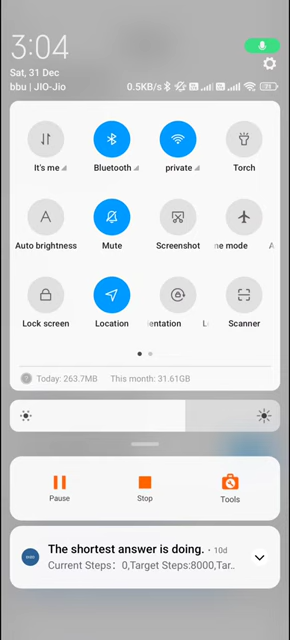 3:04
Sat, 31 Dec
bbu | JIO-Jio
0.5KB/s
It's me
Bluetooth
private
Torch
Auto brightness
Mute
Screenshot
ne mode
A
Lock screen
Location
ientation
L
Scanner
Today: 263.7MB
This month: 31.61GB
Pause
Stop
Tools
The shortest answer is doing. • 10d
Current Steps：0,Target Steps:8000,Tar..